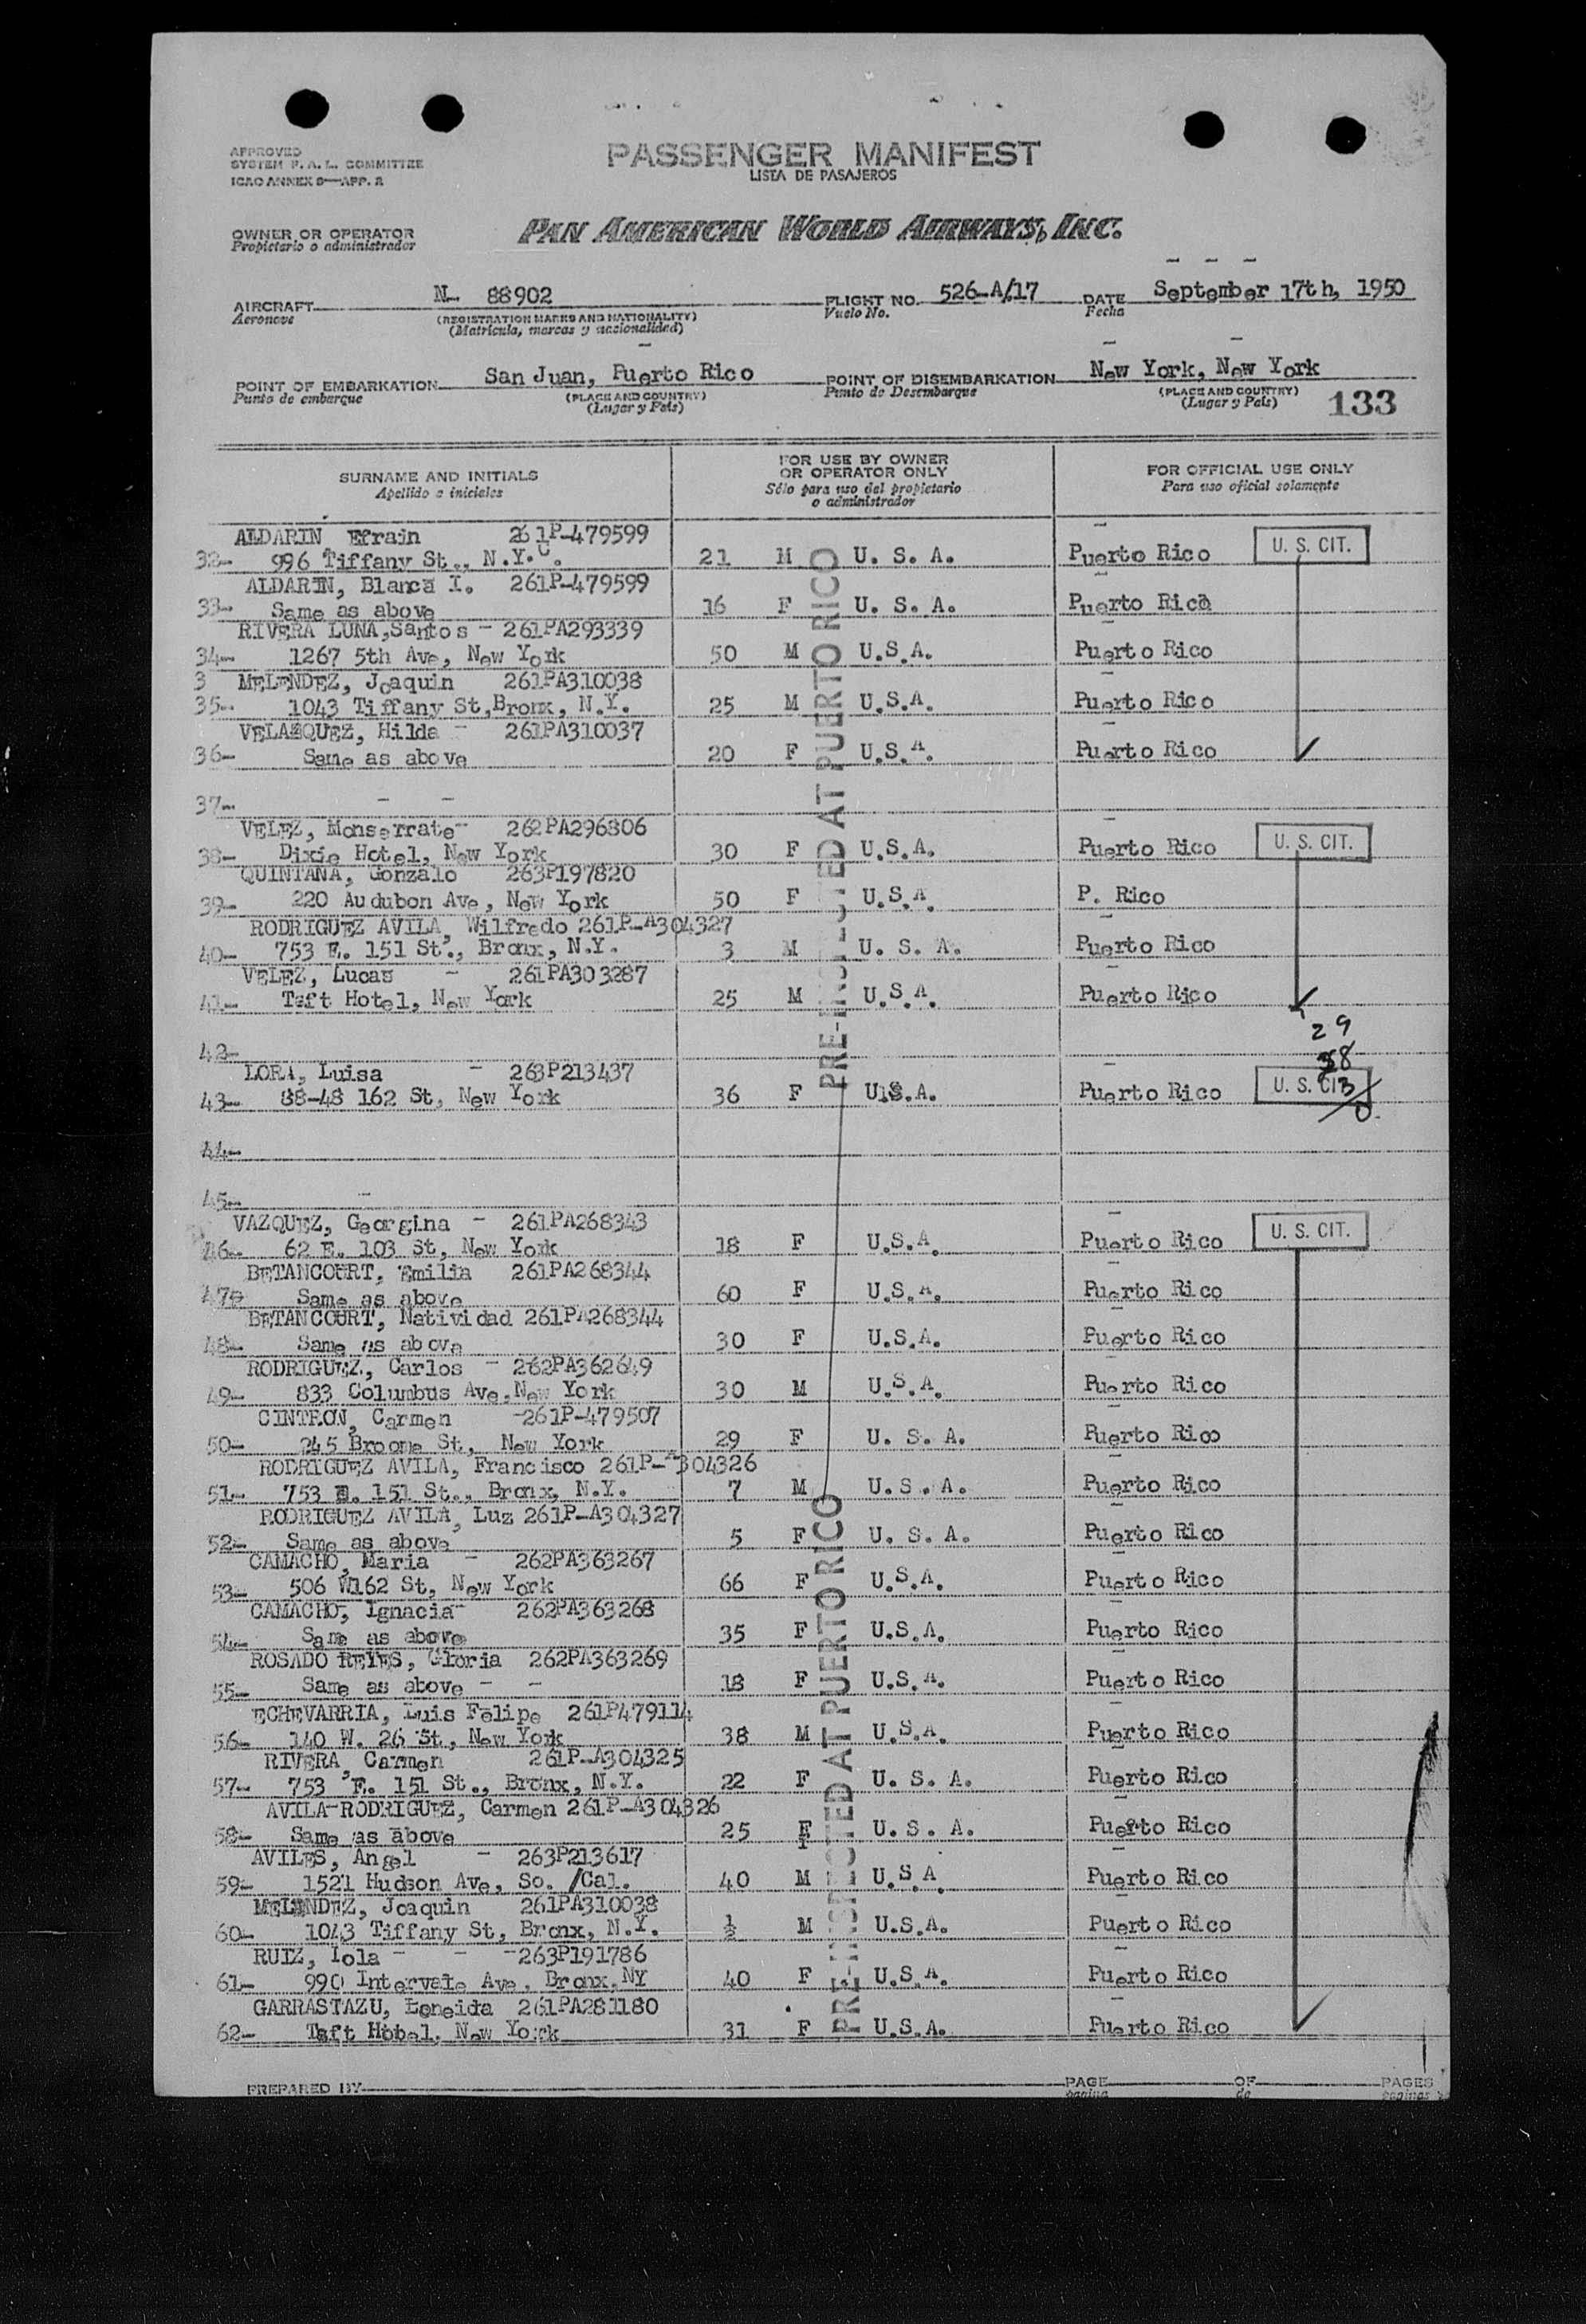 APPROVED
SYSTEM F. A. L. COMMITTEE
ICAO ANNEX 9—APP. 2
PASSENGER MANIFEST
LISTA DE PASAJEROS
OWNER OR OPERATOR
Propietario o administrador
PAN AMERICAN WORLD AIRWAYS, INC.
AIRCRAFT N- 88902 FLIGHT NO. 526-A/17 DATE September 17th, 1950
Aeronave (REGISTRATION MARKS AND NATIONALITY) Vuelo No. Fecha
(Matricula, marcas y nacionalidad)
POINT OF EMBARKATION San Juan, Puerto Rico POINT OF DISEMBARKATION New York, New York
Punto de embarque (PLACE AND COUNTRY) Punto de Desembarque (PLACE AND COUNTRY)
(Lugar y País) (Lugar y País) 133
SURNAME AND INITIALS FOR USE BY OWNER OR OPERATOR ONLY FOR OFFICIAL USE ONLY
Apellido e iniciales Sólo para uso del propietario o administrador Para uso oficial solamente
ALDARIN Efrain 261P-479599
32- 996 Tiffany St., N.Y.C. 21 M U. S. A. Puerto Rico U. S. CIT.
ALDARIN, Blanca I. 261P-479599
33- Same as above 16 F U. S. A. Puerto Rico
RIVERA LUNA, Santos - 261PA293339
34- 1267 5th Ave, New York 50 M U.S.A. Puerto Rico
3 MELENDEZ, Joaquin 261PA310038
35- 1043 Tiffany St, Bronx, N.Y. 25 M U.S.A. Puerto Rico
VELAZQUEZ, Hilda - 261PA310037
36- Same as above 20 F U.S.A. Puerto Rico
37- - -
VELEZ, Monserrate- 262PA296806
38- Dixie Hotel, New York 30 F U.S.A. Puerto Rico U. S. CIT.
QUINTANA, Gonzalo 263P197820
39- 220 Audubon Ave, New York 50 F U.S.A. P. Rico
RODRIGUEZ AVILA, Wilfredo 261P-A304327
40- 753 E. 151 St., Bronx, N.Y. 3 M U. S. A. Puerto Rico
VELEZ, Lucas - 261PA303287
41- Taft Hotel, New York 25 M U.S.A. Puerto Rico
29
42-
38
LORA, Luisa - 263P213437
43- 88-48 162 St, New York 36 F U.S.A. Puerto Rico U. S. CI
44-
45- -
VAZQUEZ, Georgina - 261PA268343
46- 62 E. 103 St, New York 18 F U.S.A. Puerto Rico U. S. CIT.
BETANCOURT, Emilia 261PA268344
47- Same as above 60 F U.S.A. Puerto Rico
BETANCOURT, Natividad 261PA268344
48- Same as above 30 F U.S.A. Puerto Rico
RODRIGUEZ, Carlos - 262PA362649
49- 833 Columbus Ave, New York 30 M U.S.A. Puerto Rico
CINTRON, Carmen -261P-479507
50- 245 Broome St, New York 29 F U. S. A. Puerto Rico
RODRIGUEZ AVILA, Francisco 261P-A304326
51- 753 E. 151 St., Bronx, N.Y. 7 M U. S. A. Puerto Rico
RODRIGUEZ AVILA, Luz 261P-A304327
52- Same as above 5 F U. S. A. Puerto Rico
CAMACHO, Maria - 262PA363267
53- 506 W162 St, New York 66 F U.S.A. Puerto Rico
CAMACHO, Ignacia- 262PA363268
54- Same as above 35 F U.S.A. Puerto Rico
ROSADO REYES, Gloria 262PA363269
55- Same as above - - 18 F U.S.A. Puerto Rico
ECHEVARRIA, Luis Felipe 261P479114
56- 140 W. 26 St, New York 38 M U.S.A. Puerto Rico
RIVERA, Carmen 261P-A304325
57- 753 E. 151 St., Bronx, N.Y. 22 F U. S. A. Puerto Rico
AVILA-RODRIGUEZ, Carmen 261P-A304326
58- Same as above 25 F U. S. A. Puerto Rico
AVILES, Angel - 263P213617
59- 1521 Hudson Ave, So. /Cal. 40 M U.S.A. Puerto Rico
MELENDEZ, Joaquin 261PA310038
60- 1043 Tiffany St, Bronx, N.Y. ½ M U.S.A. Puerto Rico
RUIZ, Iola - - -263P191786
61- 990 Intervale Ave, Bronx, NY 40 F U.S.A. Puerto Rico
GARRASTAZU, Leneida 261PA281180
62- Taft Hotel, New York 31 F U.S.A. Puerto Rico
PRE-INSPECTED AT PUERTO RICO
PRE-INSPECTED AT PUERTO RICO
PREPARED BY PAGE OF PAGES
pagina de paginas